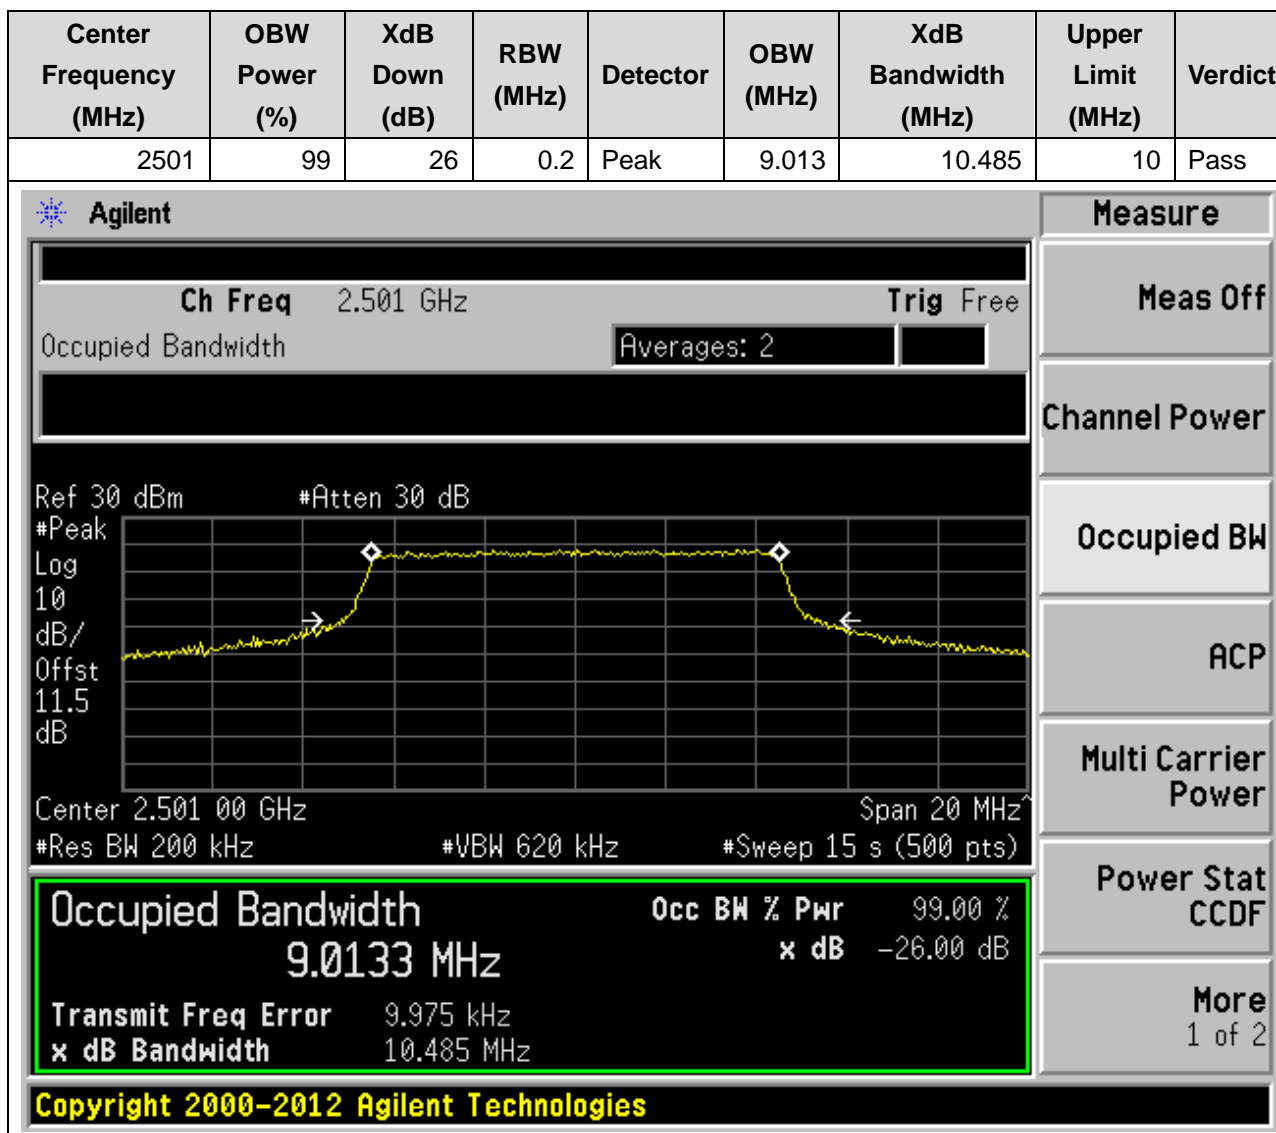 Center Frequency (MHz) OBW Power (%) XdB Down (dB) RBW (MHz) Detector OBW (MHz) XdB Bandwidth (MHz) Upper Limit (MHz) Verdict
2501 99 26 0.2 Peak 9.013 10.485 10 Pass
Agilent
Measure
Ch Freq 2.501 GHz Trig Free
Occupied Bandwidth Averages: 2
Meas Off
Channel Power
Occupied BW
ACP
Multi Carrier
Power
Power Stat
CCDF
More
1 of 2
Ref 30 dBm #Atten 30 dB
#Peak
Log
10
dB/
Offst
11.5
dB
Center 2.501 00 GHz Span 20 MHz^
#Res BW 200 kHz #VBW 620 kHz #Sweep 15 s (500 pts)
Occupied Bandwidth Occ BW % Pwr 99.00 %
9.0133 MHz x dB -26.00 dB
Transmit Freq Error 9.975 kHz
x dB Bandwidth 10.485 MHz
Copyright 2000-2012 Agilent Technologies